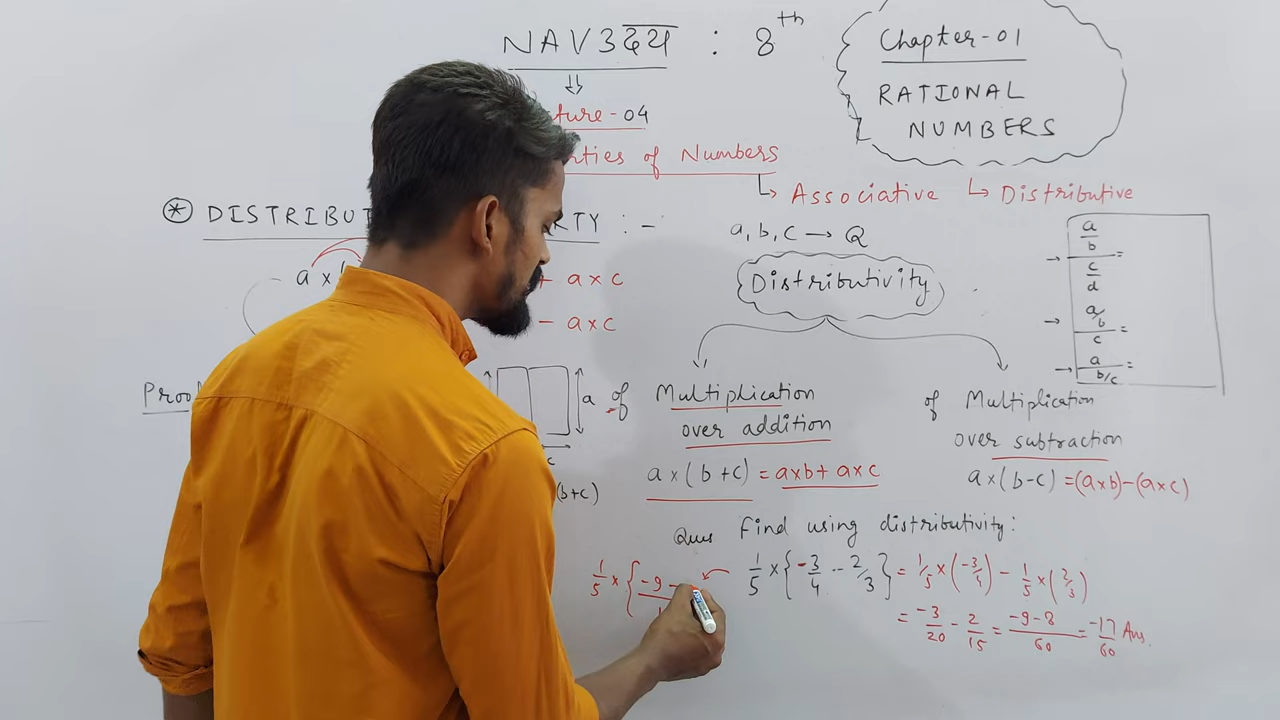 NAV3दय : 8th
Chapter-01
RATIONAL
NUMBERS
ture-04
rties of Numbers
↳ Associative ↳ Distributive
* DISTRIBUT RTY : -
a, b, c → Q
Distributivity
a × b + a × c
- a × c
a/b / c/d =
a/b / c =
a / b/c =
Proo
a
c
(b+c)
of Multiplication
over addition
a × (b + c) = a×b + a×c
of Multiplication
over subtraction
a × (b-c) = (a×b) - (a×c)
Ques Find using distributivity:
1/5 × { -3/4 - 2/3 } = 1/5 × (-3/4) - 1/5 × (2/3)
= -3/20 - 2/15 = -9-8/60 = -17/60 Ans.
1/5 × { -9 -